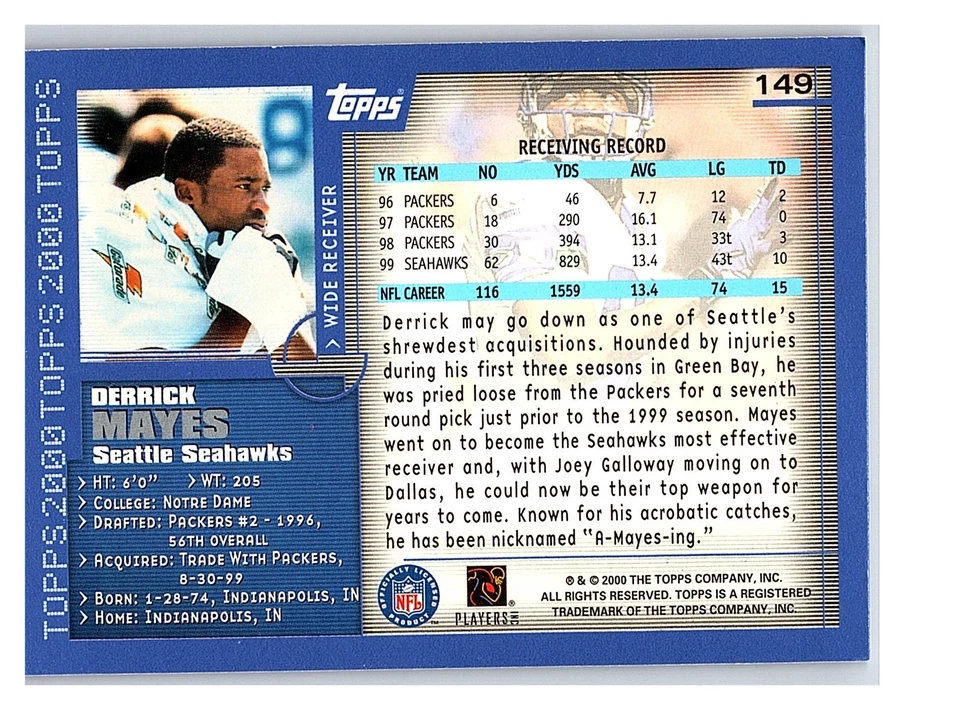 TOPPS 2000 TOPPS 2000 TOPPS 2000 TOPPS
Gatorade
8
> WIDE RECEIVER
DERRICK
MAYES
Seattle Seahawks
> HT: 6'0" > WT: 205
> COLLEGE: NOTRE DAME
> DRAFTED: PACKERS #2 - 1996,
56TH OVERALL
> ACQUIRED: TRADE WITH PACKERS,
8-30-99
> BORN: 1-28-74, INDIANAPOLIS, IN
> HOME: INDIANAPOLIS, IN
Topps®
149
RECEIVING RECORD
YR TEAM NO YDS AVG LG TD
96 PACKERS 6 46 7.7 12 2
97 PACKERS 18 290 16.1 74 0
98 PACKERS 30 394 13.1 33t 3
99 SEAHAWKS 62 829 13.4 43t 10
NFL CAREER 116 1559 13.4 74 15
Derrick may go down as one of Seattle's
shrewdest acquisitions. Hounded by injuries
during his first three seasons in Green Bay, he
was pried loose from the Packers for a seventh
round pick just prior to the 1999 season. Mayes
went on to become the Seahawks most effective
receiver and, with Joey Galloway moving on to
Dallas, he could now be their top weapon for
years to come. Known for his acrobatic catches,
he has been nicknamed "A-Mayes-ing."
OFFICIALLY LICENSED
NFL
PRODUCT™
PLAYERS INC®
® & © 2000 THE TOPPS COMPANY, INC.
ALL RIGHTS RESERVED. TOPPS IS A REGISTERED
TRADEMARK OF THE TOPPS COMPANY, INC.